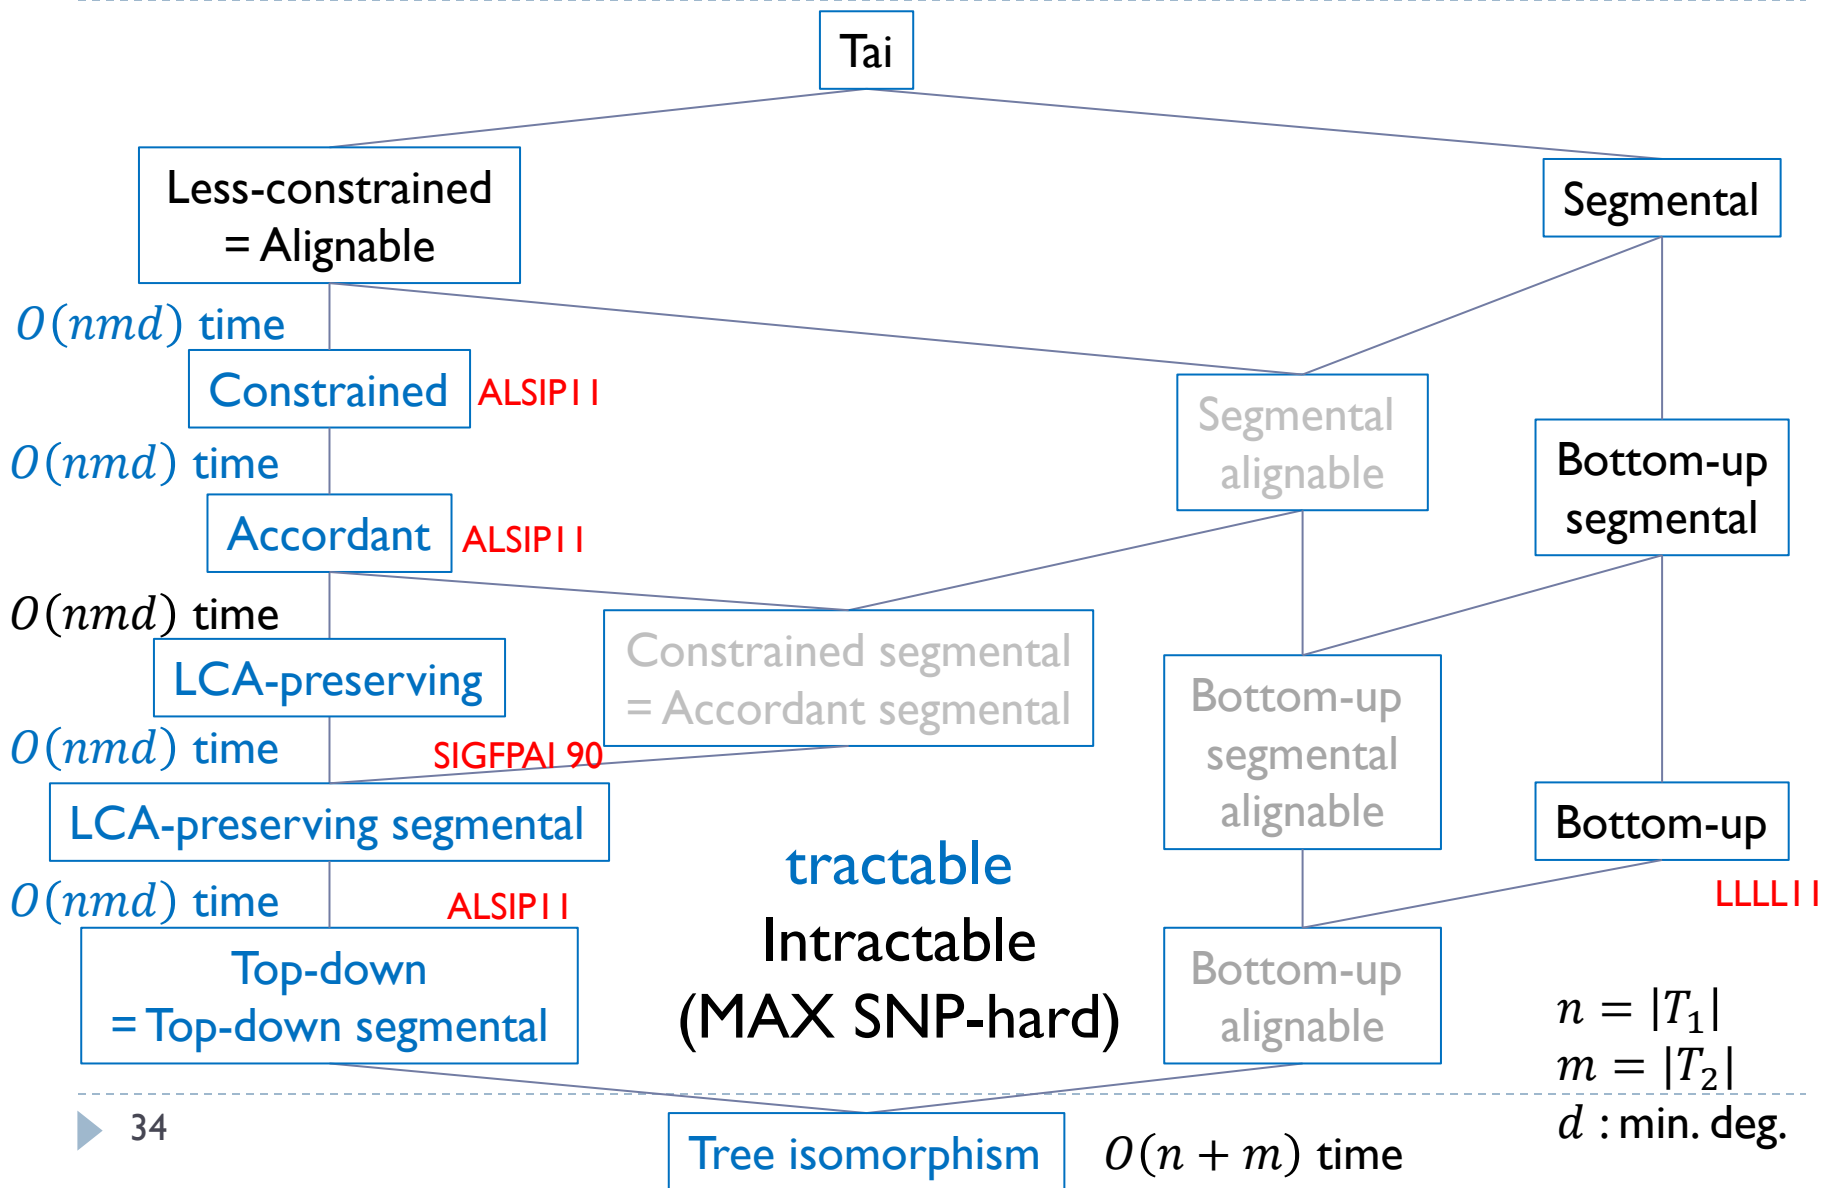 Tai
Less-constrained
= Alignable
Segmental
O(nmd) time
Constrained
ALSIP11
Segmental
alignable
O(nmd) time
Bottom-up
segmental
Accordant
ALSIP11
O(nmd) time
Constrained segmental
= Accordant segmental
LCA-preserving
Bottom-up
segmental
alignable
O(nmd) time
SIGFPAI 90
LCA-preserving segmental
Bottom-up
tractable
O(nmd) time
ALSIP11
LLLL11
Intractable
(MAX SNP-hard)
Top-down
= Top-down segmental
Bottom-up
alignable
n = |T₁|
m = |T₂|
d : min. deg.
34
Tree isomorphism
O(n + m) time